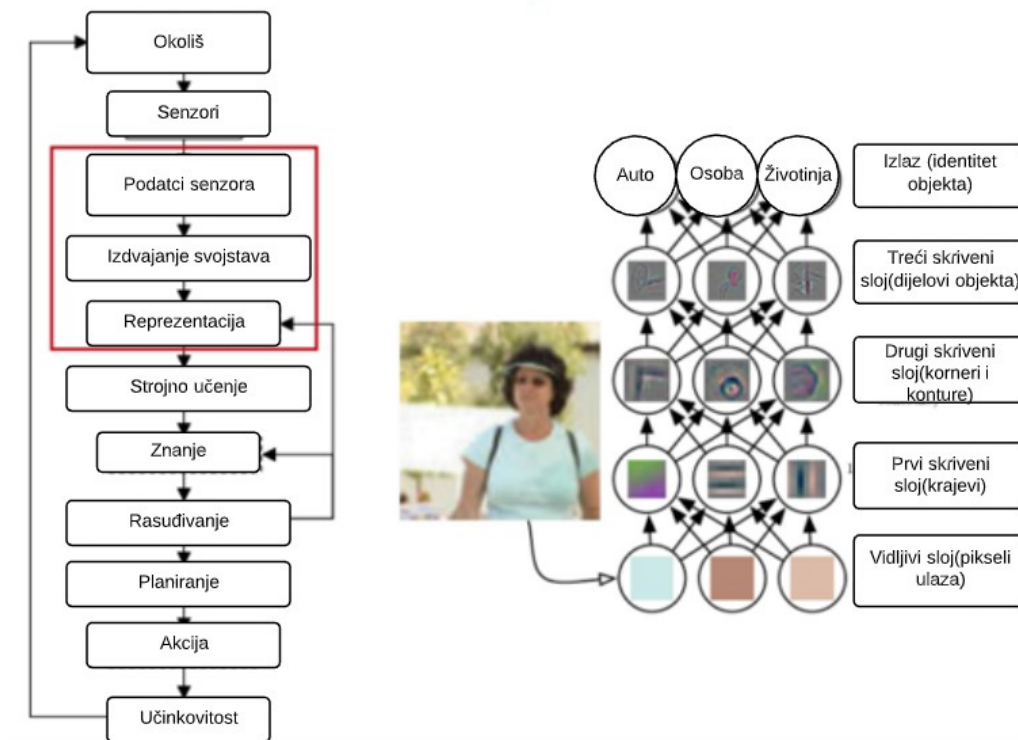 Okoliš
Senzori
Podatci senzora
Izdvajanje svojstava
Reprezentacija
Strojno učenje
Znanje
Rasuđivanje
Planiranje
Akcija
Učinkovitost
Auto
Osoba
Životinja
Izlaz (identitet
objekta)
Treći skriveni
sloj(dijelovi objekta)
Drugi skriveni
sloj(korneri i
konture)
Prvi skriveni
sloj(krajevi)
Vidljivi sloj(pikseli
ulaza)